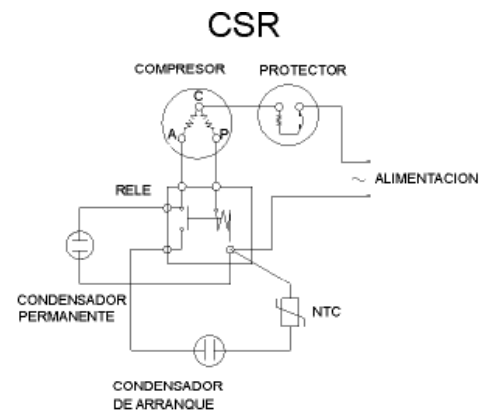 CSR
COMPRESOR
PROTECTOR
C
A
P
ALIMENTACION
~
RELE
CONDENSADOR
PERMANENTE
NTC
CONDENSADOR
DE ARRANQUE